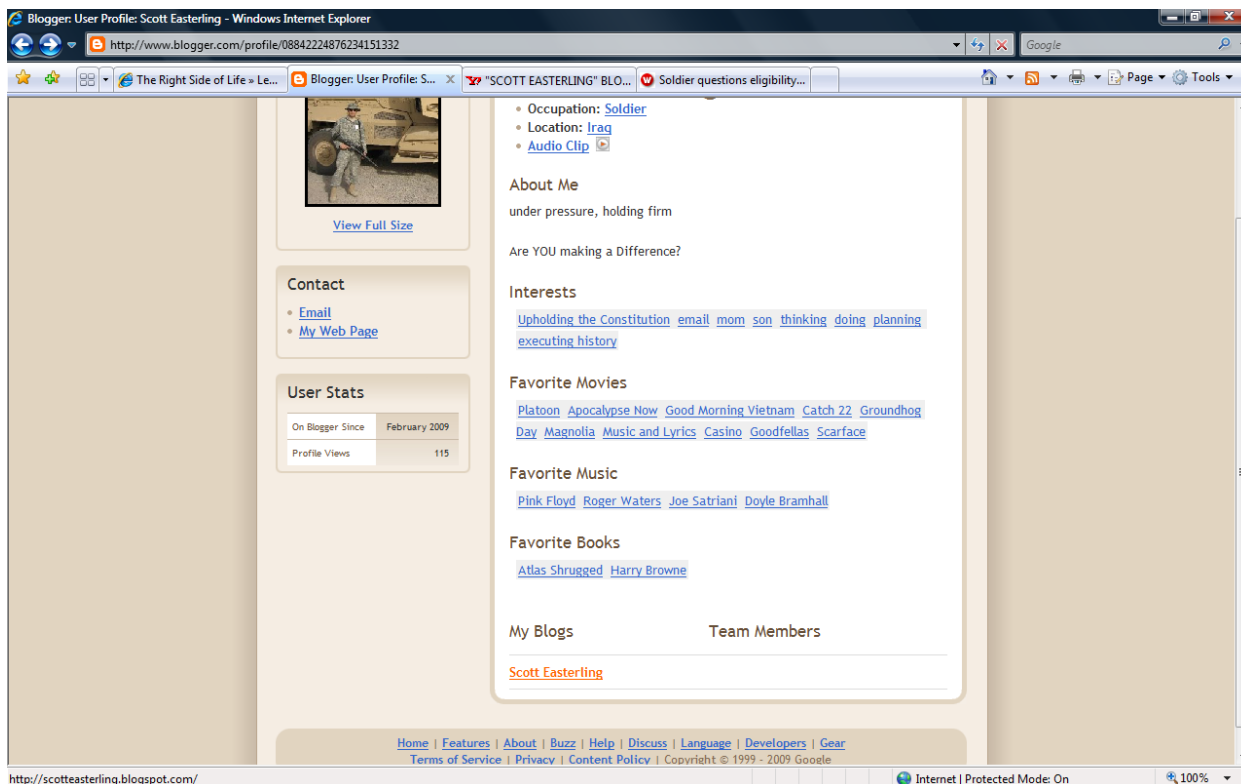 Blogger: User Profile: Scott Easterling - Windows Internet Explorer
http://www.blogger.com/profile/08842224876234151332
Google
The Right Side of Life » Le...
Blogger: User Profile: S...
"SCOTT EASTERLING" BLO...
Soldier questions eligibility...
Page
Tools
Occupation: Soldier
Location: Iraq
Audio Clip
View Full Size
Contact
Email
My Web Page
User Stats
On Blogger Since February 2009
Profile Views 115
About Me
under pressure, holding firm
Are YOU making a Difference?
Interests
Upholding the Constitution email mom son thinking doing planning
executing history
Favorite Movies
Platoon Apocalypse Now Good Morning Vietnam Catch 22 Groundhog
Day Magnolia Music and Lyrics Casino Goodfellas Scarface
Favorite Music
Pink Floyd Roger Waters Joe Satriani Doyle Bramhall
Favorite Books
Atlas Shrugged Harry Browne
My Blogs Team Members
Scott Easterling
Home | Features | About | Buzz | Help | Discuss | Language | Developers | Gear
Terms of Service | Privacy | Content Policy | Copyright © 1999 - 2009 Google
http://scotteasterling.blogspot.com/
Internet | Protected Mode: On
100%